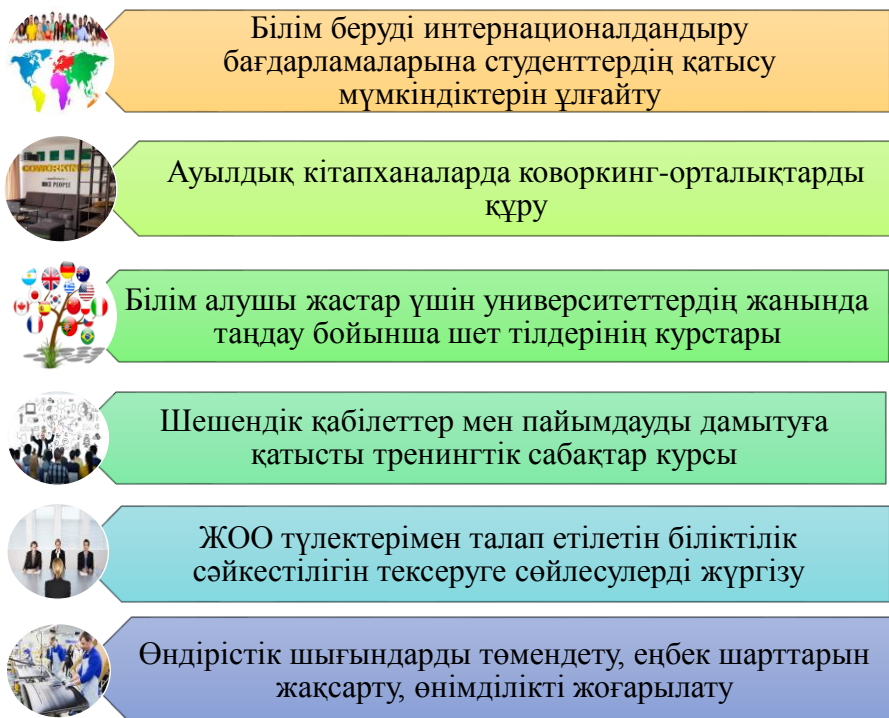 Білім беруді интернационалдандыру
бағдарламаларына студенттердің қатысу
мүмкіндіктерін ұлғайту
Ауылдық кітапханаларда коворкинг-орталықтарды
құру
Білім алушы жастар үшін университеттердің жанында
таңдау бойынша шет тілдерінің курстары
Шешендік қабілеттер мен пайымдауды дамытуға
қатысты тренингтік сабақтар курсы
ЖОО түлектерімен талап етілетін біліктілік
сәйкестілігін тексеруге сөйлесулерді жүргізу
Өндірістік шығындарды төмендету, еңбек шарттарын
жақсарту, өнімділікті жоғарылату